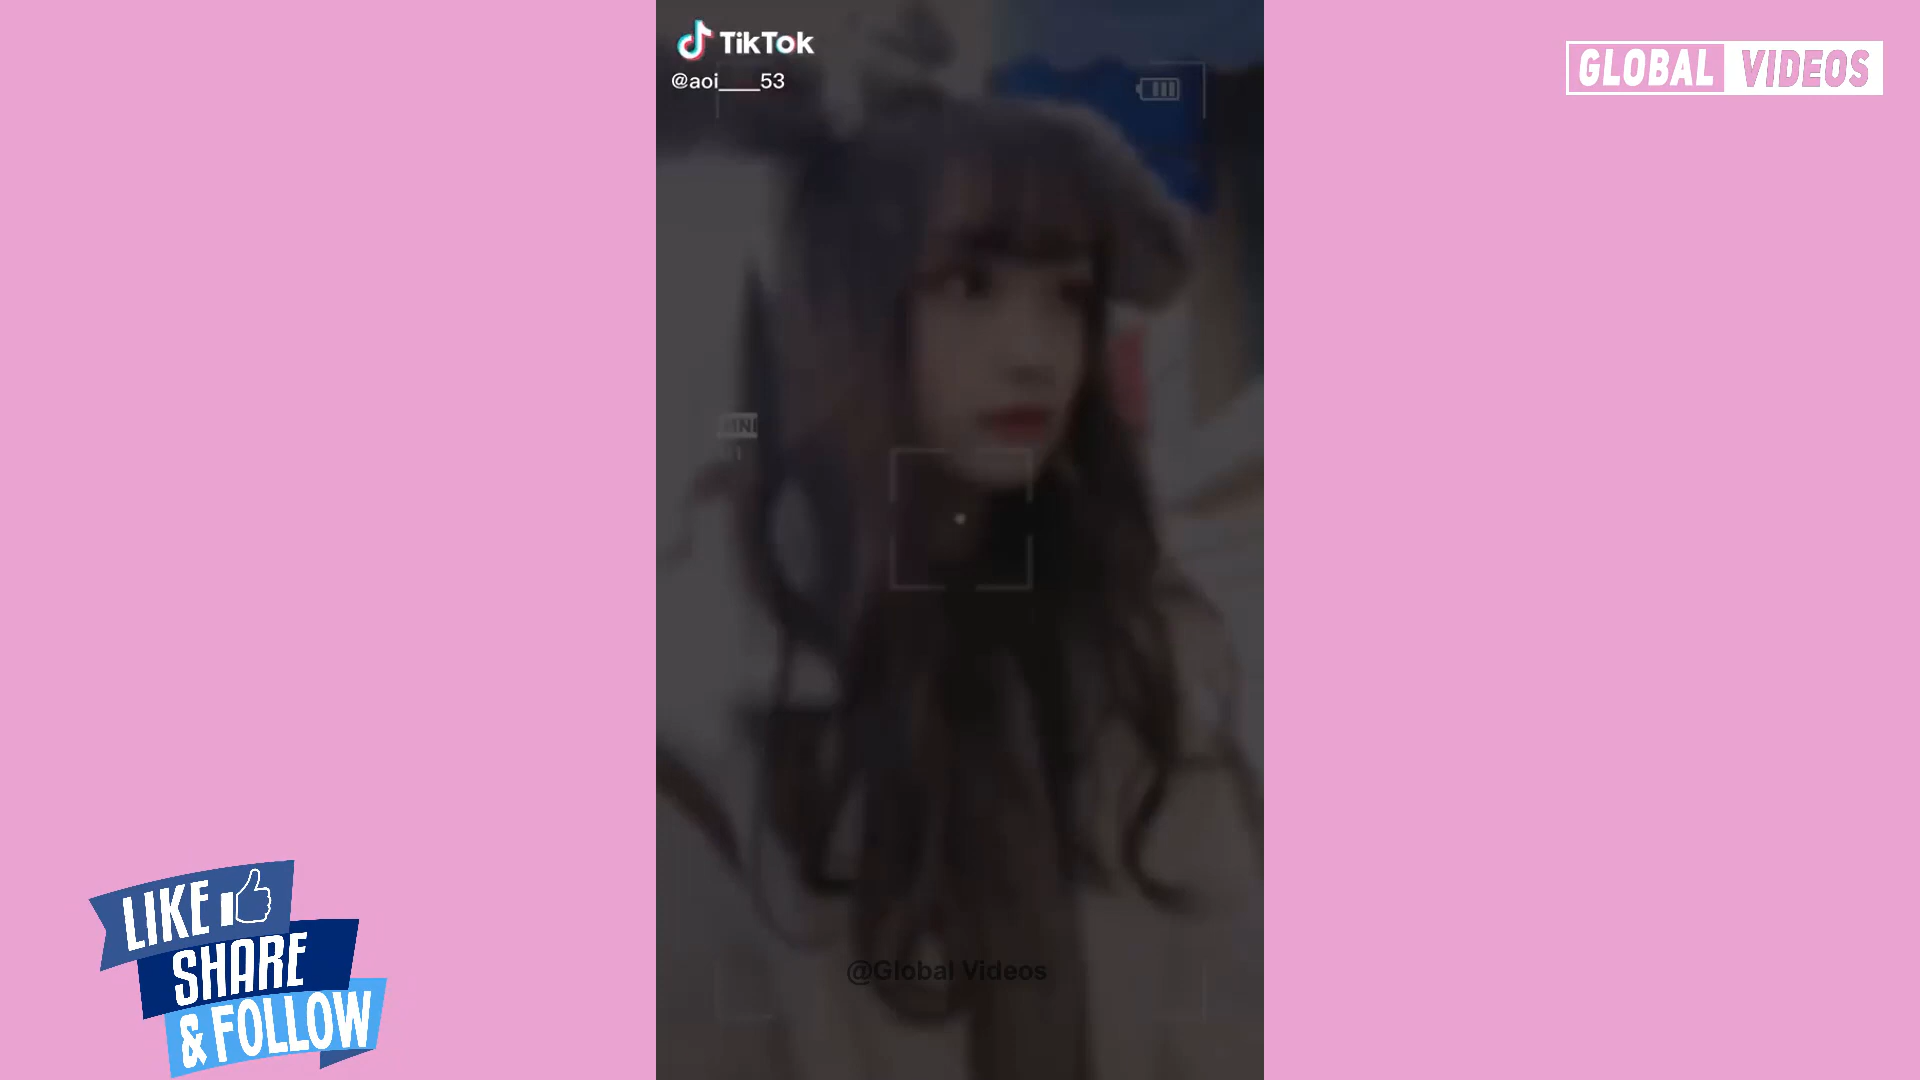 TikTok
@aoi____53
GLOBAL VIDEOS
LIKE
SHARE
& FOLLOW
@Global Videos